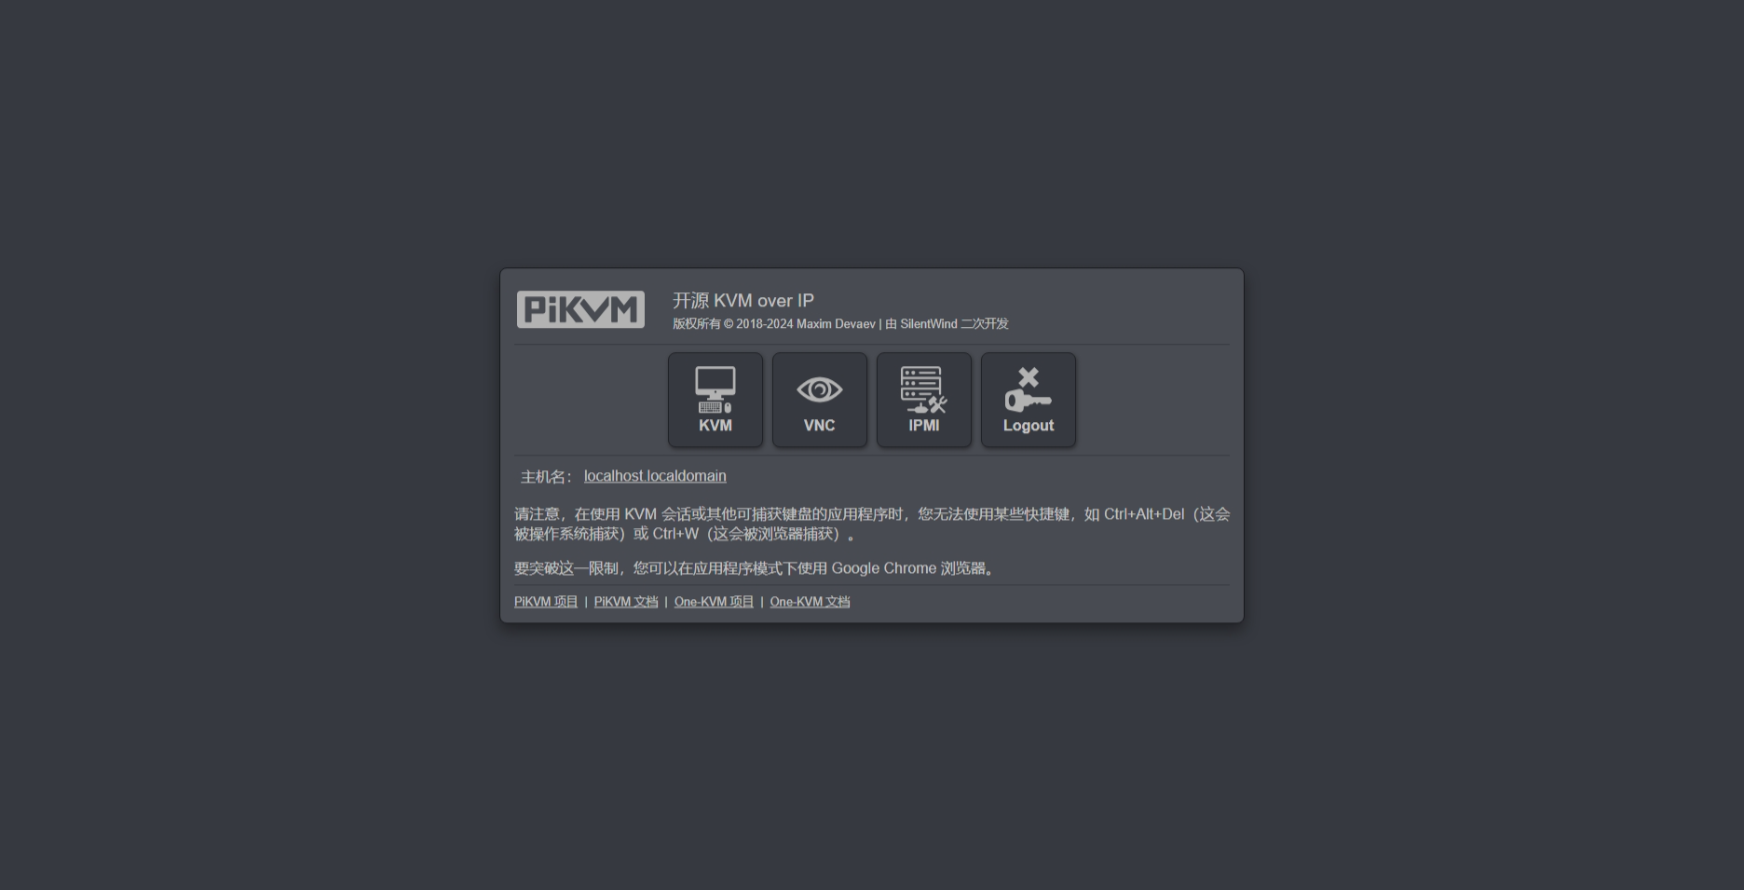 PiKVM
开源 KVM over IP
版权所有 © 2018-2024 Maxim Devaev | 由 SilentWind 二次开发
KVM
VNC
IPMI
Logout
主机名： localhost.localdomain
请注意，在使用 KVM 会话或其他可捕获键盘的应用程序时，您无法使用某些快捷键，如 Ctrl+Alt+Del（这会
被操作系统捕获）或 Ctrl+W（这会被浏览器捕获）。
要突破这一限制，您可以在应用程序模式下使用 Google Chrome 浏览器。
PiKVM 项目 | PiKVM 文档 | One-KVM 项目 | One-KVM 文档